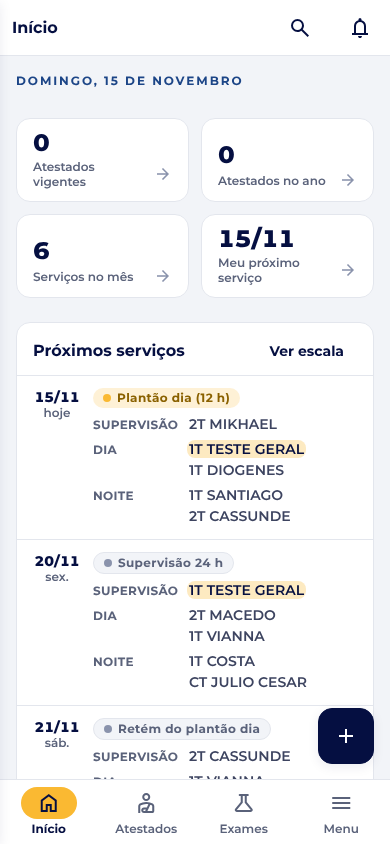 Início
DOMINGO, 15 DE NOVEMBRO
0
Atestados
vigentes
0
Atestados no ano
6
Serviços no mês
15/11
Meu próximo
serviço
Próximos serviços
Ver escala
15/11
hoje
Plantão dia (12 h)
SUPERVISÃO 2T MIKHAEL
DIA 1T TESTE GERAL
1T DIOGENES
NOITE 1T SANTIAGO
2T CASSUNDE
20/11
sex.
Supervisão 24 h
SUPERVISÃO 1T TESTE GERAL
DIA 2T MACEDO
1T VIANNA
NOITE 1T COSTA
CT JULIO CESAR
21/11
sáb.
Retém do plantão dia
SUPERVISÃO 2T CASSUNDE
DIA 1T VIANNA
Início
Atestados
Exames
Menu